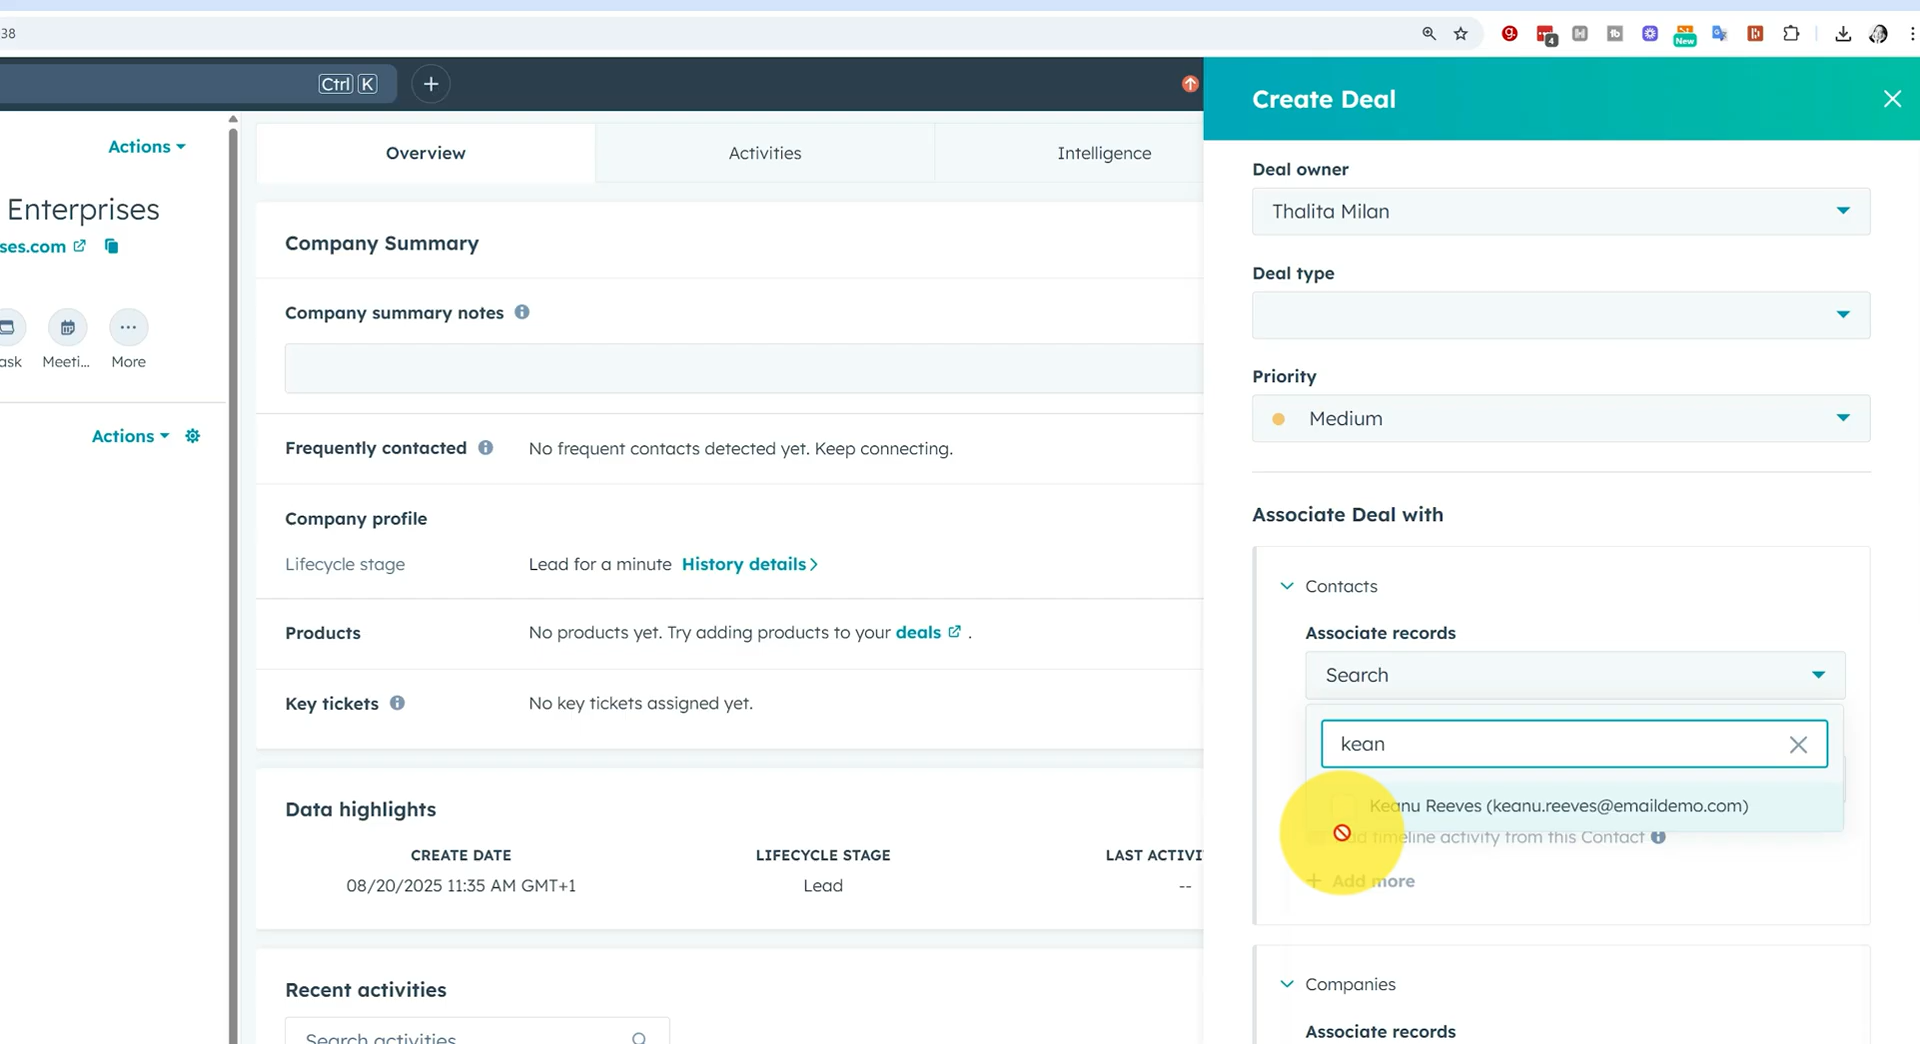 38
4
New
Ctrl K
+
Create Deal
Actions
Enterprises
ses.com
ask
Meeti...
More
Actions
Overview
Activities
Intelligence
Company Summary
Company summary notes
Frequently contacted
No frequent contacts detected yet. Keep connecting.
Company profile
Lifecycle stage
Lead for a minute History details
Products
No products yet. Try adding products to your deals .
Key tickets
No key tickets assigned yet.
Data highlights
CREATE DATE
LIFECYCLE STAGE
LAST ACTIVI
08/20/2025 11:35 AM GMT+1
Lead
--
Recent activities
Search activities
Deal owner
Thalita Milan
Deal type
Priority
Medium
Associate Deal with
Contacts
Associate records
Search
kean
Keanu Reeves (keanu.reeves@emaildemo.com)
timeline activity from this Contact
+ Add more
Companies
Associate records